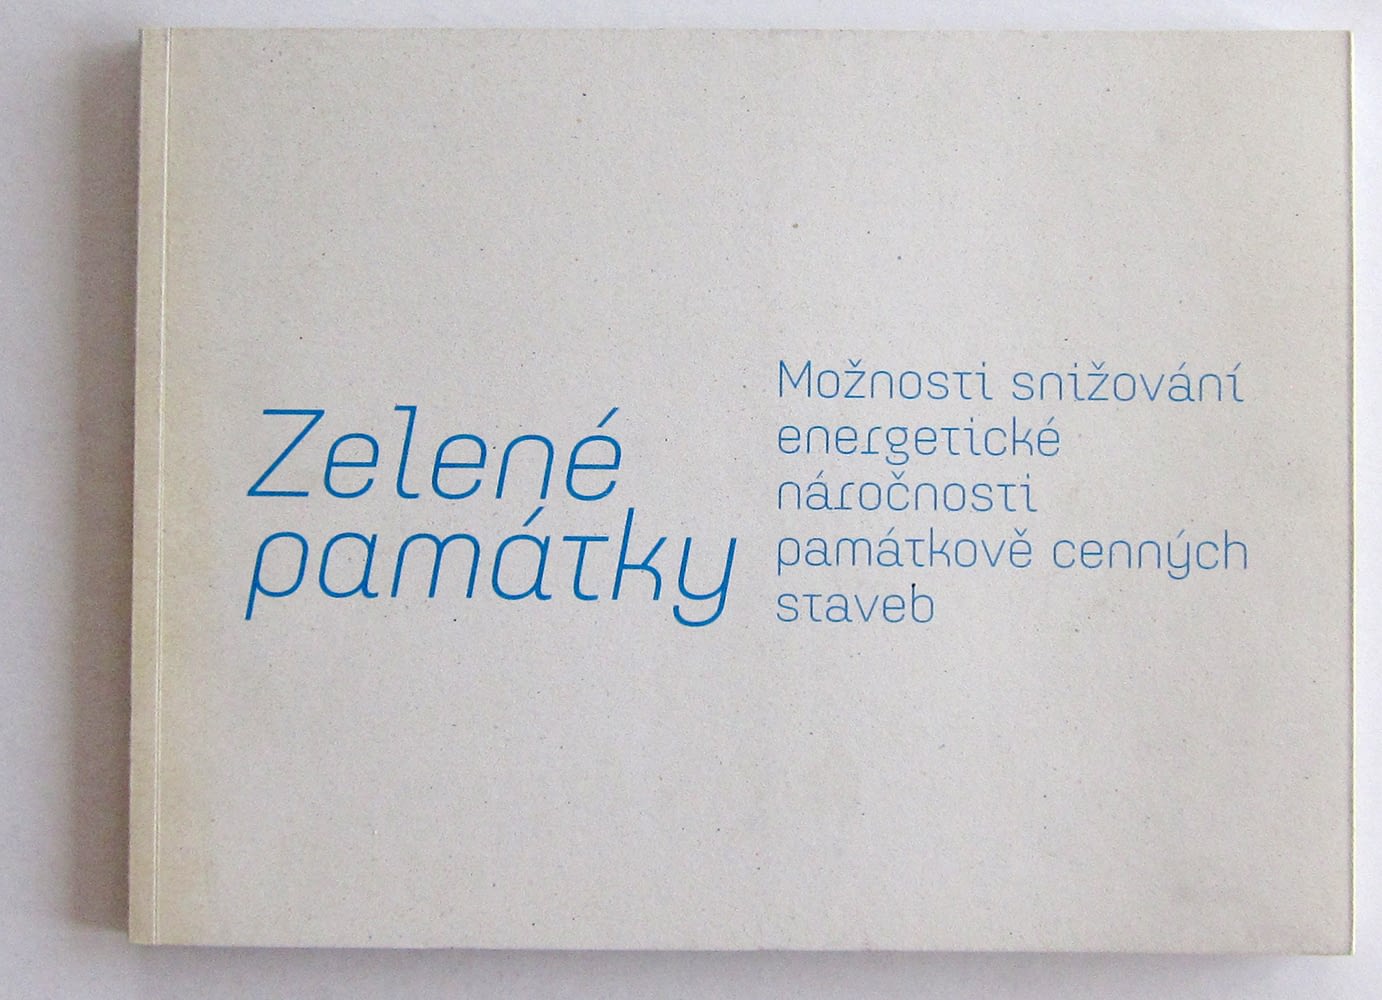 Zelené
památky
Možnosti snižování
energetické
náročnosti
památkově cenných
staveb